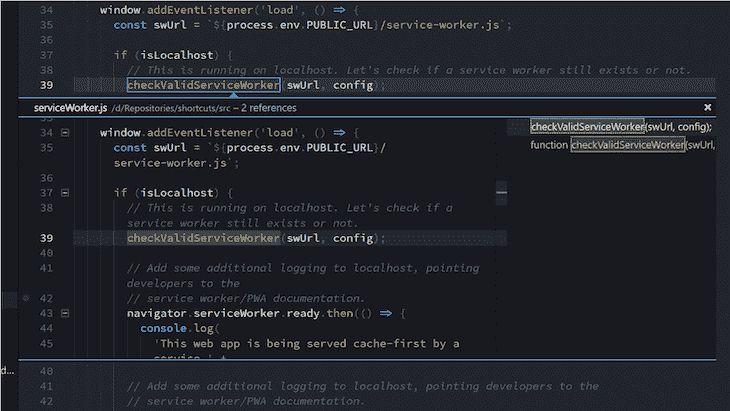 34 window.addEventListener('load', () => {
35 const swUrl = `${process.env.PUBLIC_URL}/service-worker.js`;
36
37 if (isLocalhost) {
38 // This is running on localhost. Let's check if a service worker still exists or not.
39 checkValidServiceWorker(swUrl, config);
serviceWorker.js /d/Repositories/shortcuts/src – 2 references
33
34 window.addEventListener('load', () => {
35 const swUrl = `${process.env.PUBLIC_URL}/
service-worker.js`;
36
37 if (isLocalhost) {
38 // This is running on localhost. Let's check if a
service worker still exists or not.
39 checkValidServiceWorker(swUrl, config);
40
41 // Add some additional logging to localhost, pointing
developers to the
42 // service worker/PWA documentation.
43 navigator.serviceWorker.ready.then(() => {
44 console.log(
45 'This web app is being served cache-first by a
service ' +
checkValidServiceWorker(swUrl, config);
function checkValidServiceWorker(swUrl,
d...
40
41 // Add some additional logging to localhost, pointing developers to the
42 // service worker/PWA documentation.